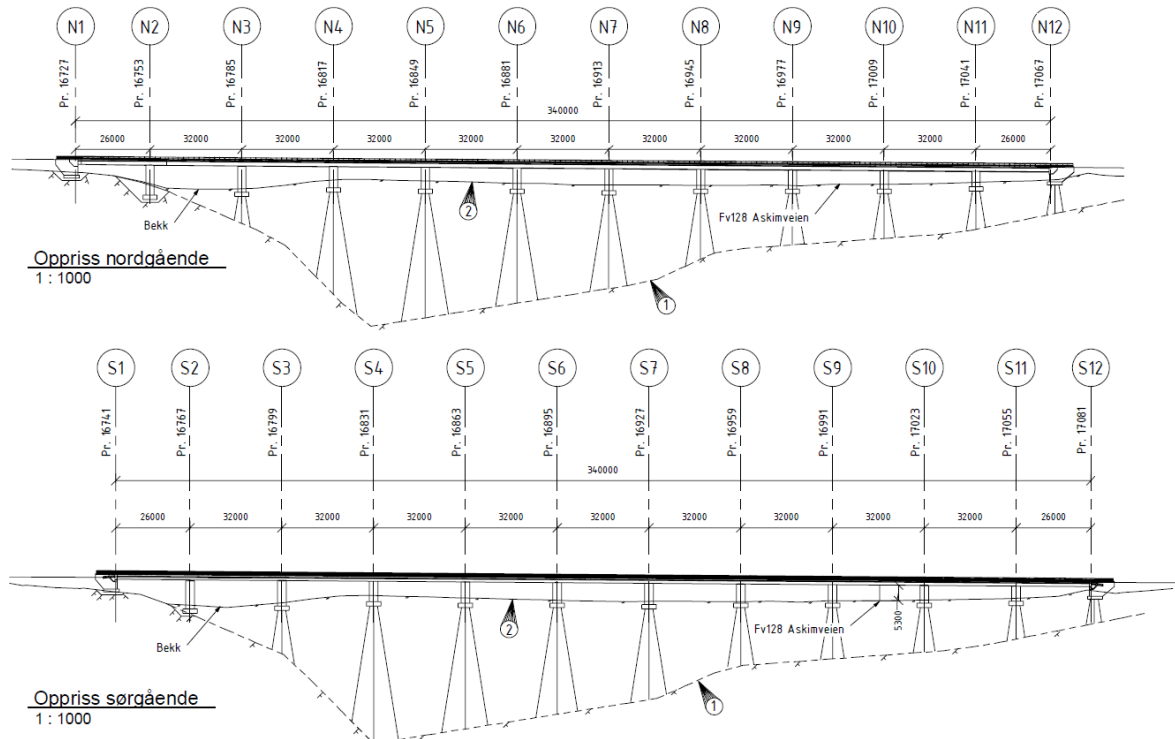 N1 N2 N3 N4 N5 N6 N7 N8 N9 N10 N11 N12
Pr. 16727 Pr. 16753 Pr. 16785 Pr. 16817 Pr. 16849 Pr. 16881 Pr. 16913 Pr. 16945 Pr. 16977 Pr. 17009 Pr. 17041 Pr. 17067
340000
26000 32000 32000 32000 32000 32000 32000 32000 32000 32000 26000
Bekk
2
Fv128 Askimveien
Oppriss nordgående
1 : 1000
1
S1 S2 S3 S4 S5 S6 S7 S8 S9 S10 S11 S12
Pr. 16741 Pr. 16767 Pr. 16799 Pr. 16831 Pr. 16863 Pr. 16895 Pr. 16927 Pr. 16959 Pr. 16991 Pr. 17023 Pr. 17055 Pr. 17081
340000
26000 32000 32000 32000 32000 32000 32000 32000 32000 32000 26000
5300
Bekk
2
Fv128 Askimveien
Oppriss sørgående
1 : 1000
1